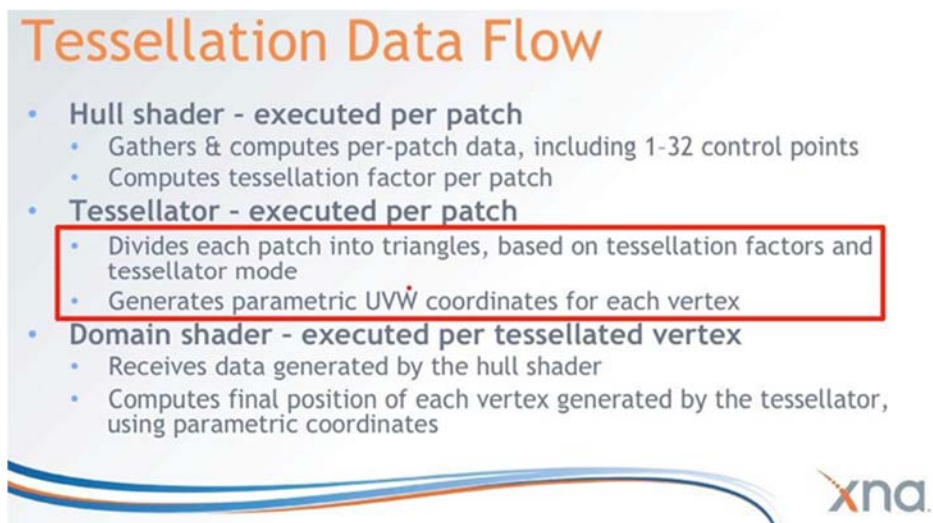 Tessellation Data Flow
• Hull shader – executed per patch
• Gathers & computes per-patch data, including 1-32 control points
• Computes tessellation factor per patch
• Tessellator – executed per patch
• Divides each patch into triangles, based on tessellation factors and
tessellator mode
• Generates parametric UVW coordinates for each vertex
• Domain shader – executed per tessellated vertex
• Receives data generated by the hull shader
• Computes final position of each vertex generated by the tessellator,
using parametric coordinates
xna